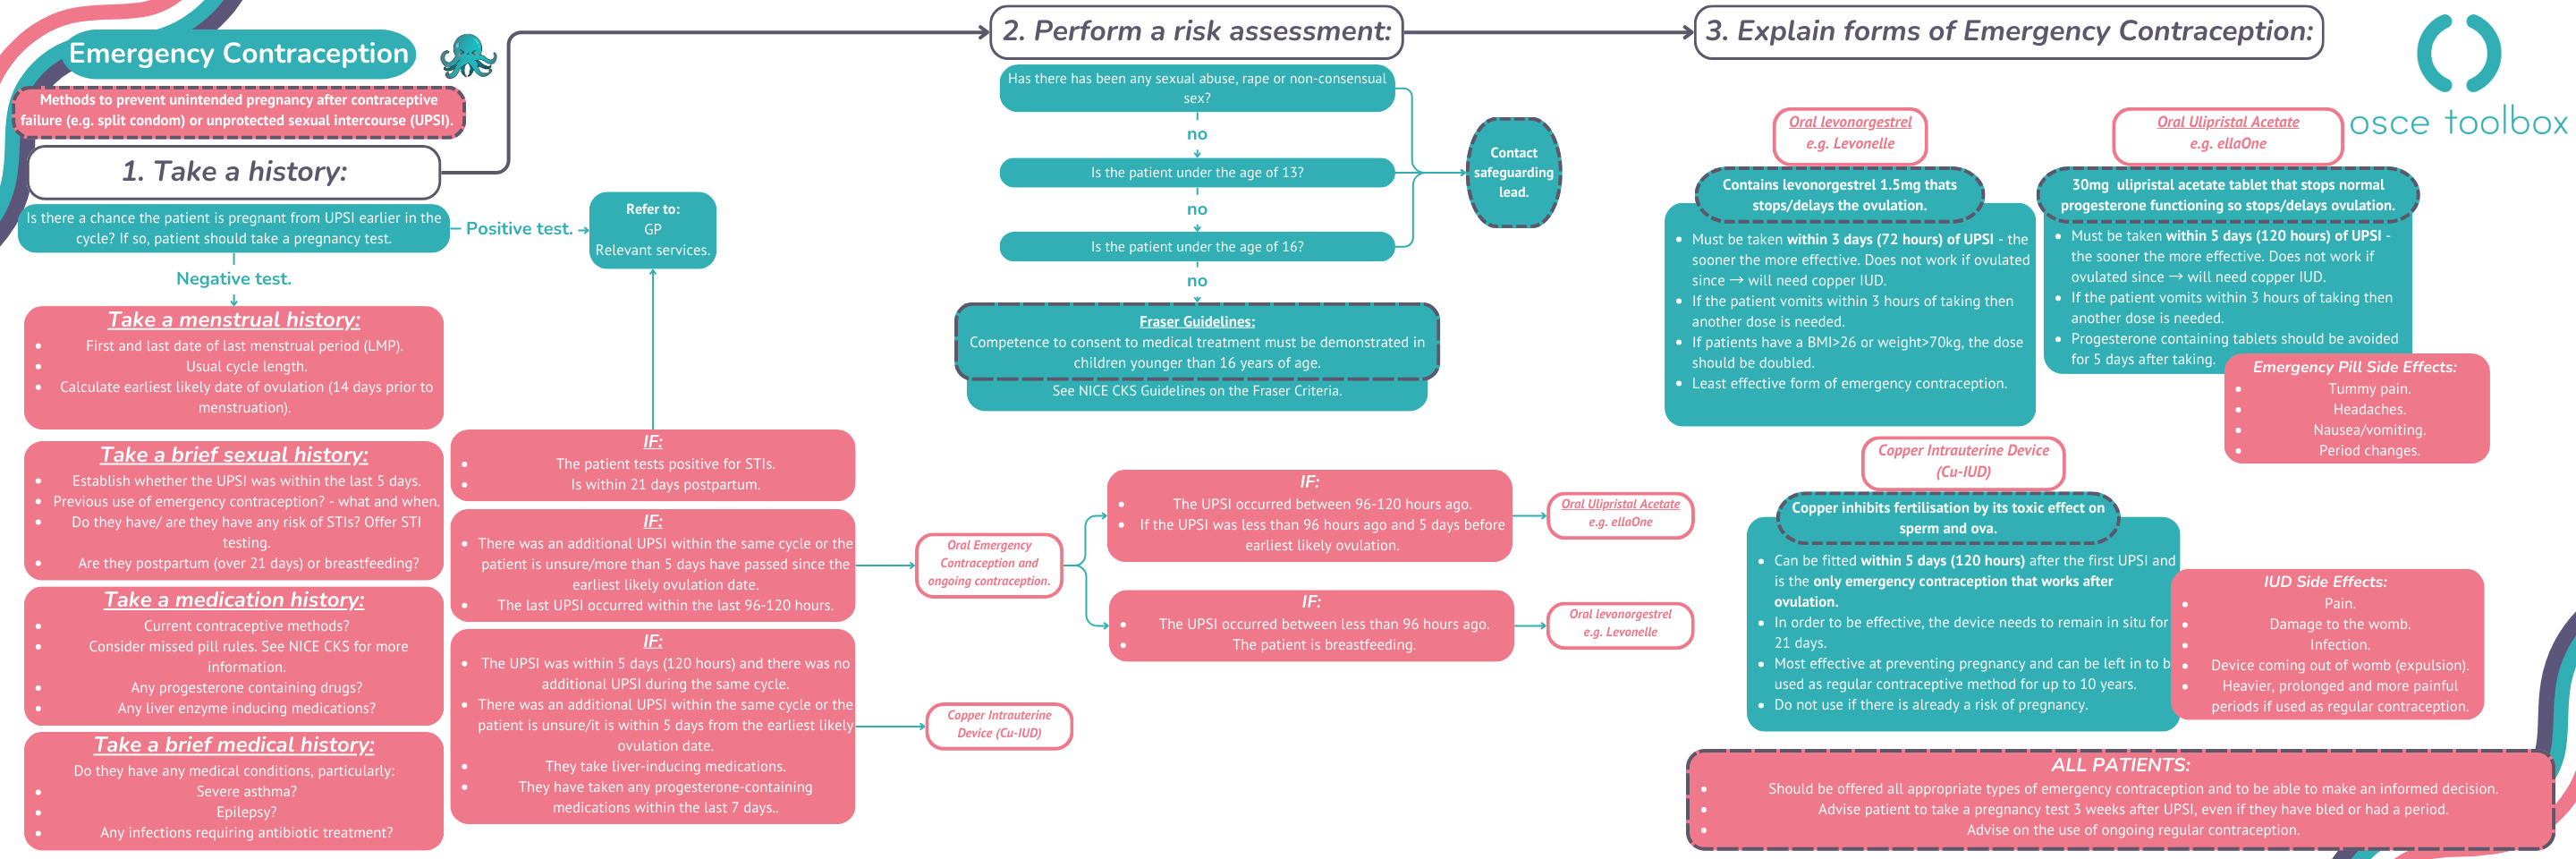 Emergency Contraception
Methods to prevent unintended pregnancy after contraceptive
failure (e.g. split condom) or unprotected sexual intercourse (UPSI).
1. Take a history:
Is there a chance the patient is pregnant from UPSI earlier in the
cycle? If so, patient should take a pregnancy test.
Positive test.
Refer to:
GP
Relevant services.
Negative test.
Take a menstrual history:
• First and last date of last menstrual period (LMP).
• Usual cycle length.
• Calculate earliest likely date of ovulation (14 days prior to
menstruation).
Take a brief sexual history:
• Establish whether the UPSI was within the last 5 days.
• Previous use of emergency contraception? - what and when.
• Do they have/ are they have any risk of STIs? Offer STI
testing.
• Are they postpartum (over 21 days) or breastfeeding?
Take a medication history:
• Current contraceptive methods?
• Consider missed pill rules. See NICE CKS for more
information.
• Any progesterone containing drugs?
• Any liver enzyme inducing medications?
Take a brief medical history:
Do they have any medical conditions, particularly:
• Severe asthma?
• Epilepsy?
• Any infections requiring antibiotic treatment?
IF:
• The patient tests positive for STIs.
• Is within 21 days postpartum.
IF:
• There was an additional UPSI within the same cycle or the
patient is unsure/more than 5 days have passed since the
earliest likely ovulation date.
• The last UPSI occurred within the last 96-120 hours.
IF:
• The UPSI was within 5 days (120 hours) and there was no
additional UPSI during the same cycle.
• There was an additional UPSI within the same cycle or the
patient is unsure/it is within 5 days from the earliest likely
ovulation date.
• They take liver-inducing medications.
• They have taken any progesterone-containing
medications within the last 7 days..
Oral Emergency
Contraception and
ongoing contraception.
Copper Intrauterine
Device (Cu-IUD)
IF:
• The UPSI occurred between 96-120 hours ago.
• If the UPSI was less than 96 hours ago and 5 days before
earliest likely ovulation.
Oral Ulipristal Acetate
e.g. ellaOne
IF:
• The UPSI occurred between less than 96 hours ago.
• The patient is breastfeeding.
Oral levonorgestrel
e.g. Levonelle
2. Perform a risk assessment:
Has there has been any sexual abuse, rape or non-consensual
sex?
no
Is the patient under the age of 13?
no
Is the patient under the age of 16?
no
Contact
safeguarding
lead.
Fraser Guidelines:
Competence to consent to medical treatment must be demonstrated in
children younger than 16 years of age.
See NICE CKS Guidelines on the Fraser Criteria.
3. Explain forms of Emergency Contraception:
osce toolbox
Oral levonorgestrel
e.g. Levonelle
Contains levonorgestrel 1.5mg thats
stops/delays the ovulation.
• Must be taken within 3 days (72 hours) of UPSI - the
sooner the more effective. Does not work if ovulated
since → will need copper IUD.
• If the patient vomits within 3 hours of taking then
another dose is needed.
• If patients have a BMI>26 or weight>70kg, the dose
should be doubled.
• Least effective form of emergency contraception.
Oral Ulipristal Acetate
e.g. ellaOne
30mg ulipristal acetate tablet that stops normal
progesterone functioning so stops/delays ovulation.
• Must be taken within 5 days (120 hours) of UPSI -
the sooner the more effective. Does not work if
ovulated since → will need copper IUD.
• If the patient vomits within 3 hours of taking then
another dose is needed.
• Progesterone containing tablets should be avoided
for 5 days after taking.
Emergency Pill Side Effects:
• Tummy pain.
• Headaches.
• Nausea/vomiting.
• Period changes.
Copper Intrauterine Device
(Cu-IUD)
Copper inhibits fertilisation by its toxic effect on
sperm and ova.
• Can be fitted within 5 days (120 hours) after the first UPSI and
is the only emergency contraception that works after
ovulation.
• In order to be effective, the device needs to remain in situ for
21 days.
• Most effective at preventing pregnancy and can be left in to b
used as regular contraceptive method for up to 10 years.
• Do not use if there is already a risk of pregnancy.
IUD Side Effects:
• Pain.
• Damage to the womb.
• Infection.
• Device coming out of womb (expulsion).
• Heavier, prolonged and more painful
periods if used as regular contraception.
ALL PATIENTS:
• Should be offered all appropriate types of emergency contraception and to be able to make an informed decision.
• Advise patient to take a pregnancy test 3 weeks after UPSI, even if they have bled or had a period.
• Advise on the use of ongoing regular contraception.